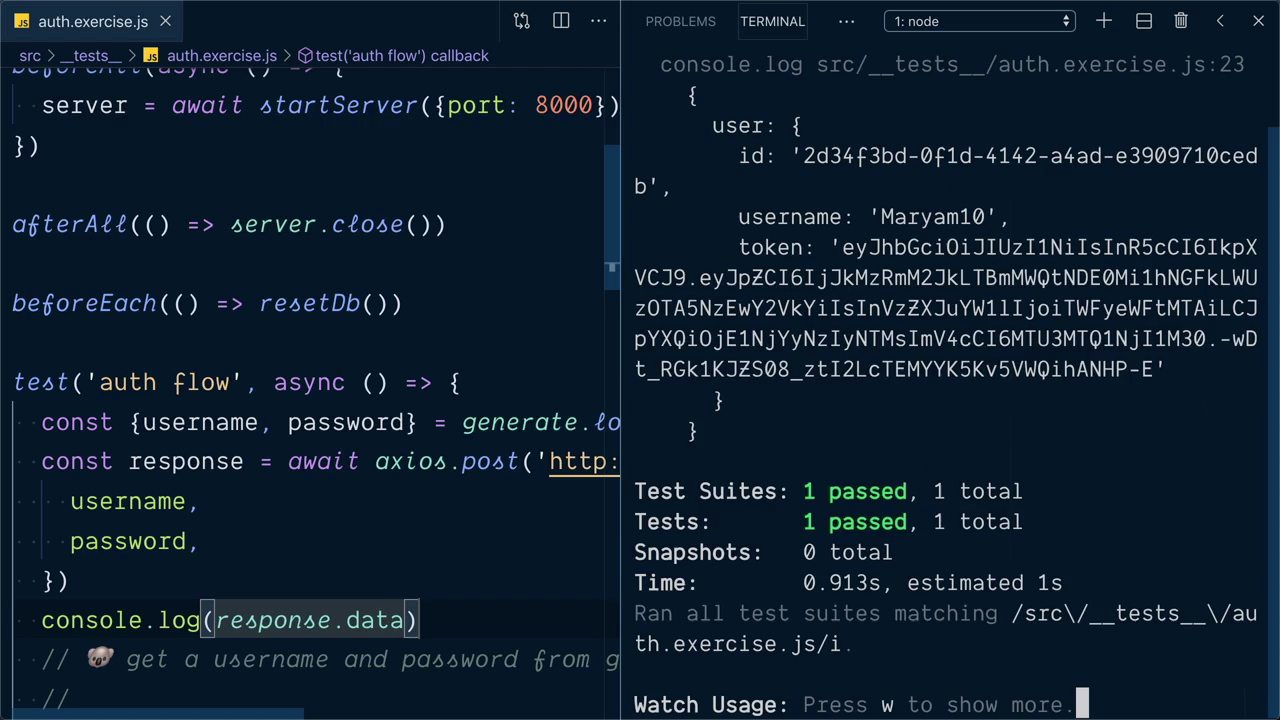 JS auth.exercise.js
src > __tests__ > JS auth.exercise.js > test('auth flow') callback
beforeAll(async () => {
server = await startServer({port: 8000})
})
afterAll(() => server.close())
beforeEach(() => resetDb())
test('auth flow', async () => {
const {username, password} = generate.lo
const response = await axios.post('http:
username,
password,
})
console.log(response.data)
// 🐨 get a username and password from g
//
PROBLEMS TERMINAL ··· 1: node
console.log src/__tests__/auth.exercise.js:23
{
user: {
id: '2d34f3bd-0f1d-4142-a4ad-e3909710ced
b',
username: 'Maryam10',
token: 'eyJhbGciOiJIUzI1NiIsInR5cCI6IkpX
VCJ9.eyJpZCI6IjJkMzRmM2JkLTBmMWQtNDE0Mi1hNGFkLWU
zOTA5NzEwY2VkYiIsInVzZXJuYW1lIjoiTWFyeWFtMTAiLCJ
pYXQiOjE1NjYyNzIyNTMsImV4cCI6MTU3MTQ1NjI1M30.-wD
t_RGk1KJZS08_ztI2LcTEMYYK5Kv5VWQihANHP-E'
}
}
Test Suites: 1 passed, 1 total
Tests: 1 passed, 1 total
Snapshots: 0 total
Time: 0.913s, estimated 1s
Ran all test suites matching /src\/__tests__\/au
th.exercise.js/i.
Watch Usage: Press w to show more.